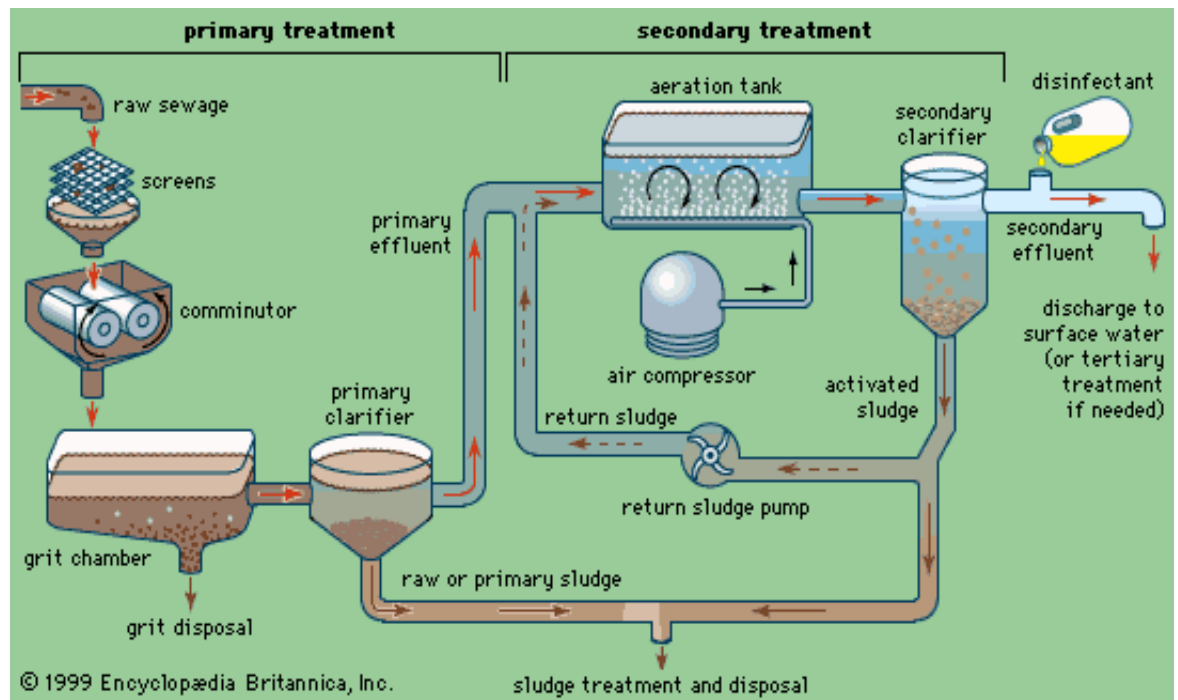 primary treatment
secondary treatment
raw sewage
screens
comminutor
grit chamber
grit disposal
primary
clarifier
raw or primary sludge
primary
effluent
aeration tank
air compressor
return sludge
return sludge pump
secondary
clarifier
activated
sludge
disinfectant
secondary
effluent
discharge to
surface water
(or tertiary
treatment
if needed)
sludge treatment and disposal
© 1999 Encyclopædia Britannica, Inc.